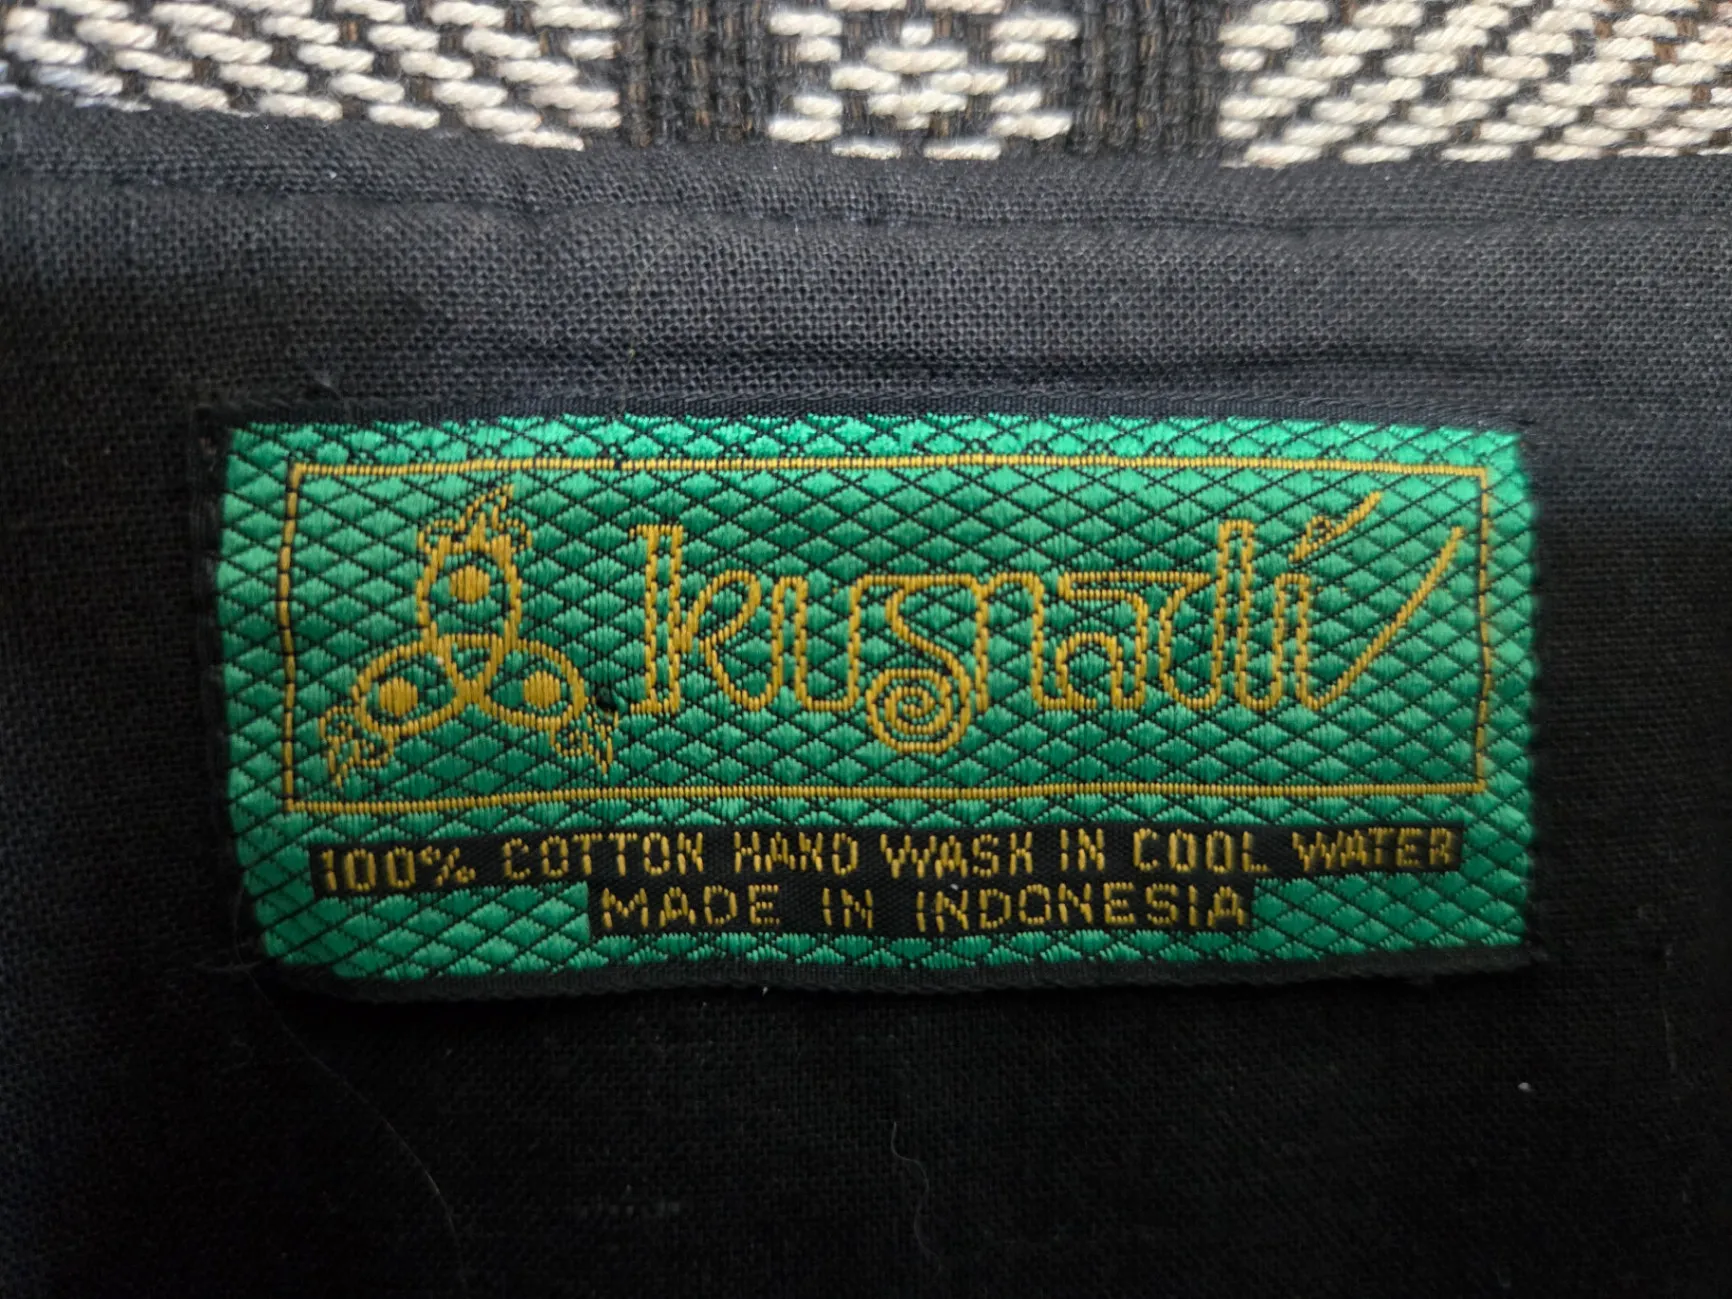 kusnadi
100% COTTON HAND WASH IN COOL WATER
MADE IN INDONESIA